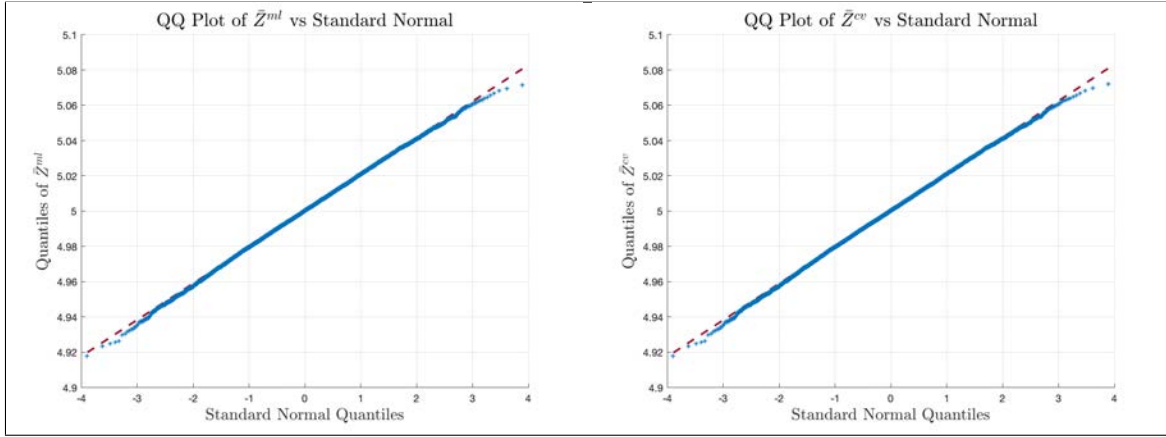 QQ Plot of Z̄ᵐˡ vs Standard Normal
5.1
5.08
5.06
5.04
5.02
5
4.98
4.96
4.94
4.92
4.9
Quantiles of Z̄ᵐˡ
-4 -3 -2 -1 0 1 2 3 4
Standard Normal Quantiles
QQ Plot of Z̄ᶜᵛ vs Standard Normal
5.1
5.08
5.06
5.04
5.02
5
4.98
4.96
4.94
4.92
4.9
Quantiles of Z̄ᶜᵛ
-4 -3 -2 -1 0 1 2 3 4
Standard Normal Quantiles